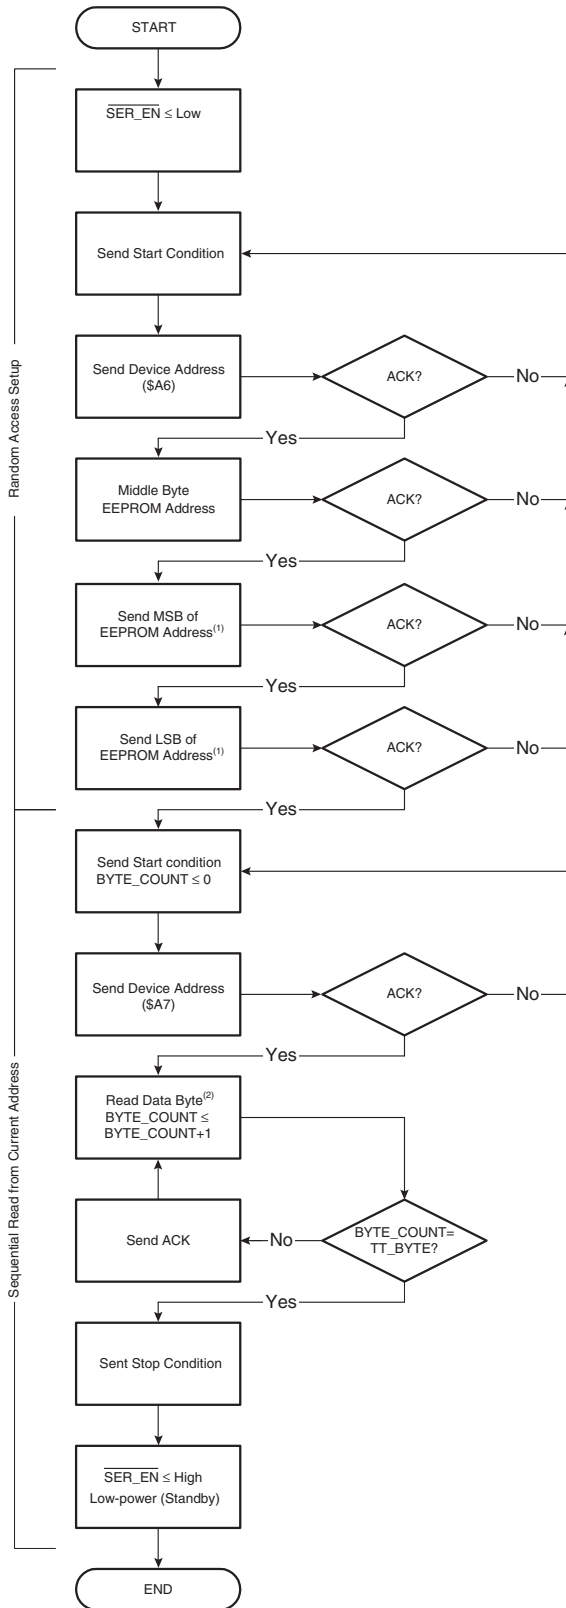 START
SER_EN ≤ Low
Send Start Condition
Random Access Setup
Send Device Address
($A6)
ACK?
No
Yes
Middle Byte
EEPROM Address
ACK?
No
Yes
Send MSB of
EEPROM Address(1)
ACK?
No
Yes
Send LSB of
EEPROM Address(1)
ACK?
No
Yes
Send Start condition
BYTE_COUNT ≤ 0
Sequential Read from Current Address
Send Device Address
($A7)
ACK?
No
Yes
Read Data Byte(2)
BYTE_COUNT ≤
BYTE_COUNT+1
Send ACK
No
BYTE_COUNT=
TT_BYTE?
Yes
Sent Stop Condition
SER_EN ≤ High
Low-power (Standby)
END